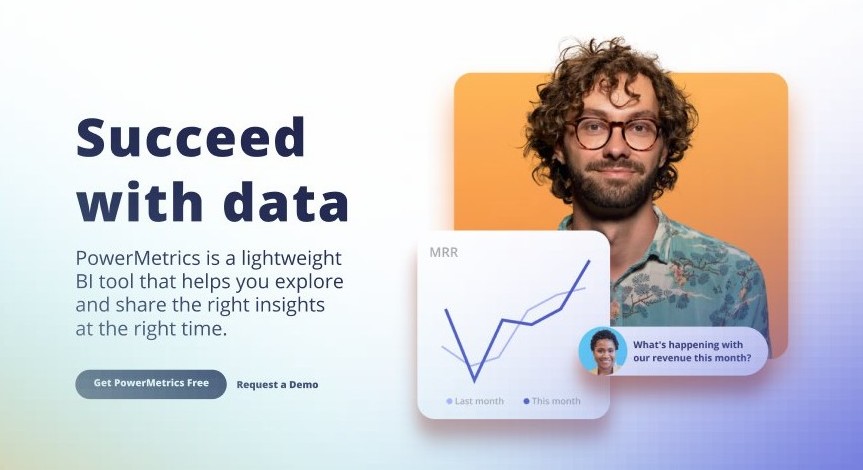 Succeed
with data
PowerMetrics is a lightweight
BI tool that helps you explore
and share the right insights
at the right time.
Get PowerMetrics Free
Request a Demo
MRR
Last month
This month
What's happening with
our revenue this month?